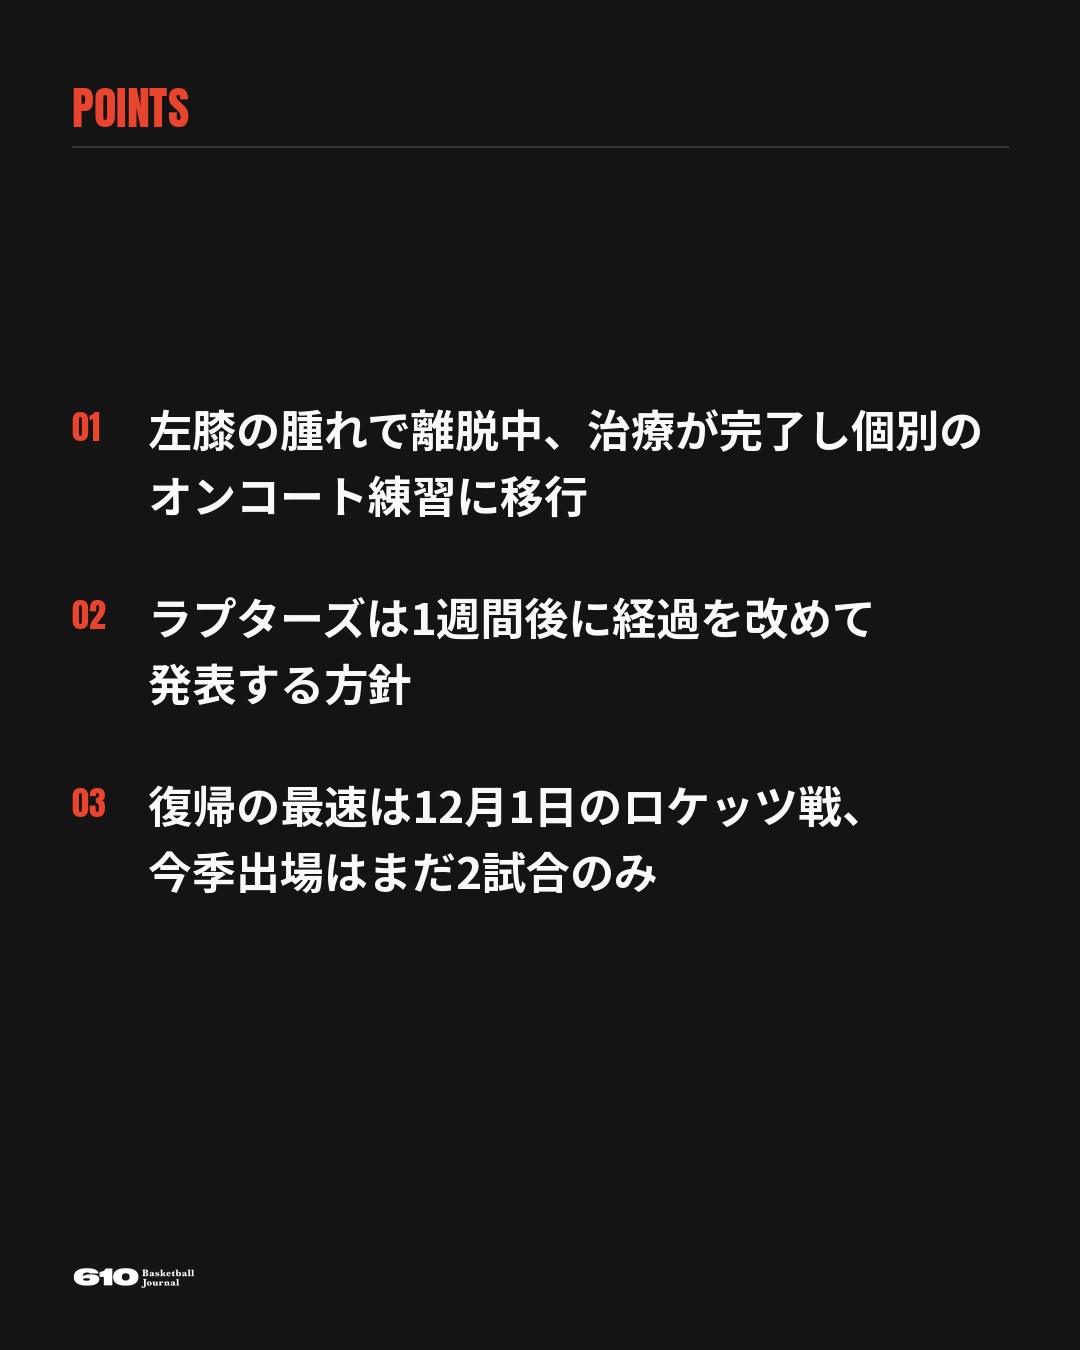 POINTS
01 左膝の腫れで離脱中、治療が完了し個別の
オンコート練習に移行
02 ラプターズは1週間後に経過を改めて
発表する方針
03 復帰の最速は12月1日のロケッツ戦、
今季出場はまだ2試合のみ
610 Basketball
Journal